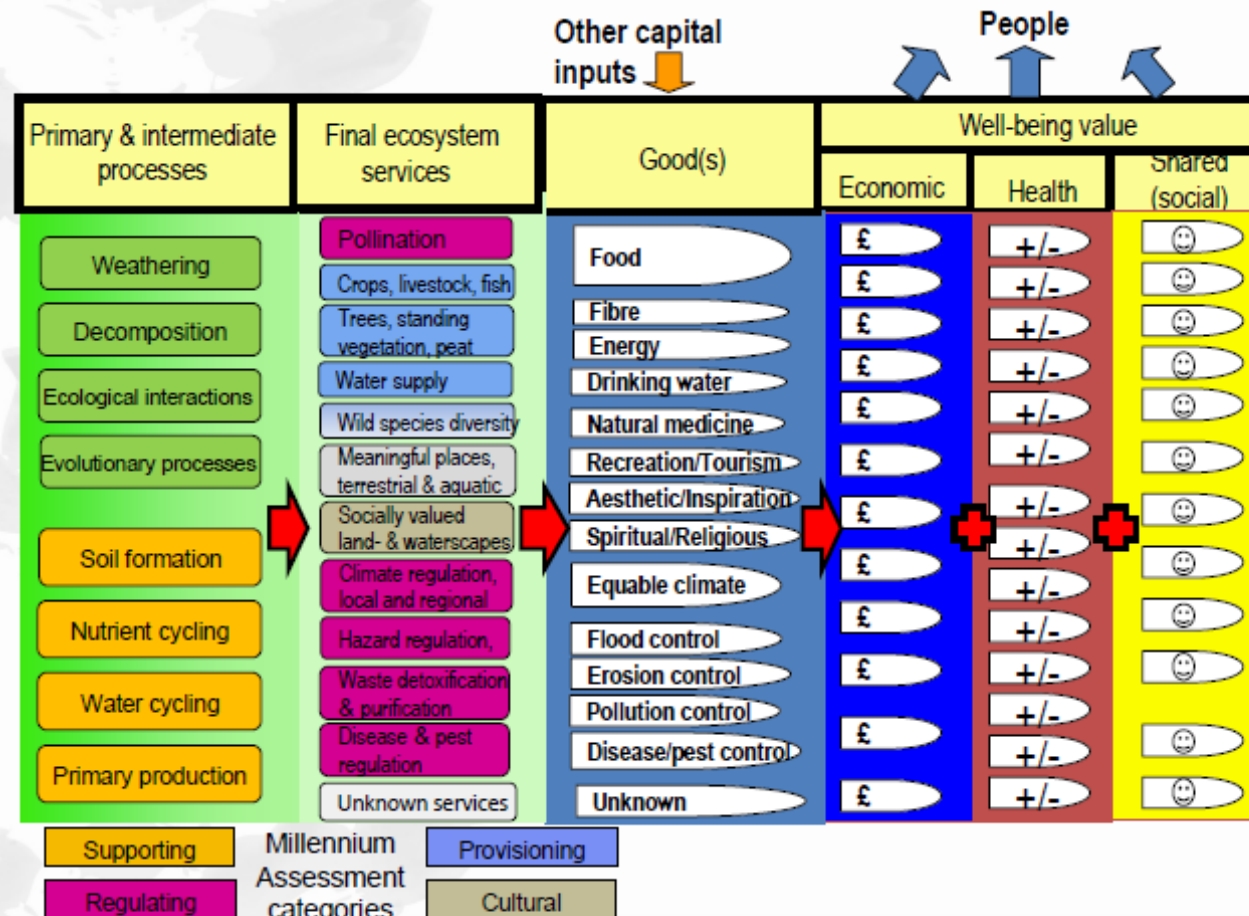 Other capital
inputs
People
Primary & intermediate
processes
Final ecosystem
services
Good(s)
Well-being value
Economic
Health
Shared
(social)
Weathering
Decomposition
Ecological interactions
Evolutionary processes
Soil formation
Nutrient cycling
Water cycling
Primary production
Pollination
Crops, livestock, fish
Trees, standing
vegetation, peat
Water supply
Wild species diversity
Meaningful places,
terrestrial & aquatic
Socially valued
land- & waterscapes
Climate regulation,
local and regional
Hazard regulation,
Waste detoxification
& purification
Disease & pest
regulation
Unknown services
Food
Fibre
Energy
Drinking water
Natural medicine
Recreation/Tourism
Aesthetic/Inspiration
Spiritual/Religious
Equable climate
Flood control
Erosion control
Pollution control
Disease/pest control
Unknown
£
£
£
£
£
£
£
£
£
£
£
£
+/-
+/-
+/-
+/-
+/-
+/-
+/-
+/-
+/-
+/-
+/-
+/-
+/-
+/-
Supporting
Regulating
Millennium
Assessment
categories
Provisioning
Cultural